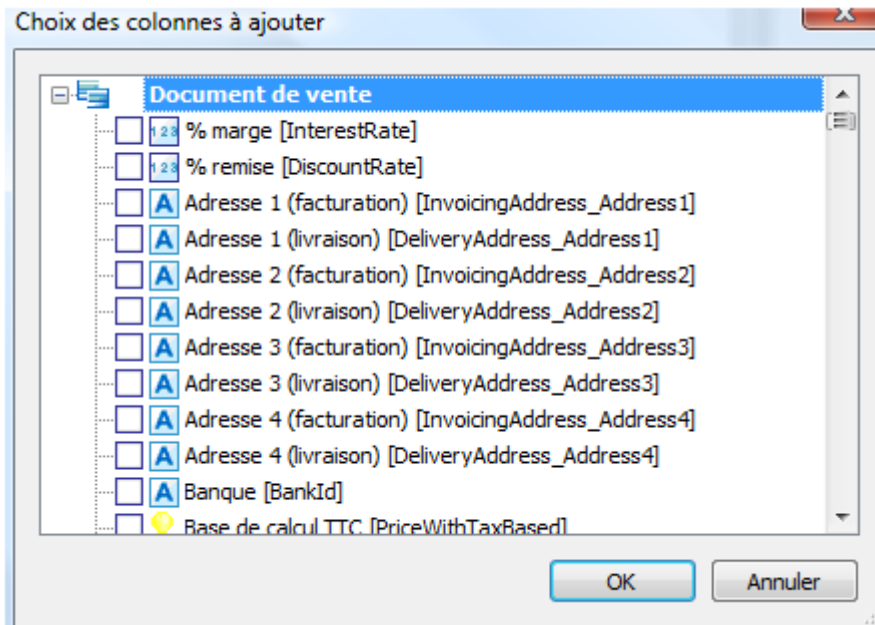 Choix des colonnes à ajouter
Document de vente
123 % marge [InterestRate]
123 % remise [DiscountRate]
A Adresse 1 (facturation) [InvoicingAddress_Address1]
A Adresse 1 (livraison) [DeliveryAddress_Address1]
A Adresse 2 (facturation) [InvoicingAddress_Address2]
A Adresse 2 (livraison) [DeliveryAddress_Address2]
A Adresse 3 (facturation) [InvoicingAddress_Address3]
A Adresse 3 (livraison) [DeliveryAddress_Address3]
A Adresse 4 (facturation) [InvoicingAddress_Address4]
A Adresse 4 (livraison) [DeliveryAddress_Address4]
A Banque [BankId]
Base de calcul TTC [PriceWithTaxBased]
OK Annuler